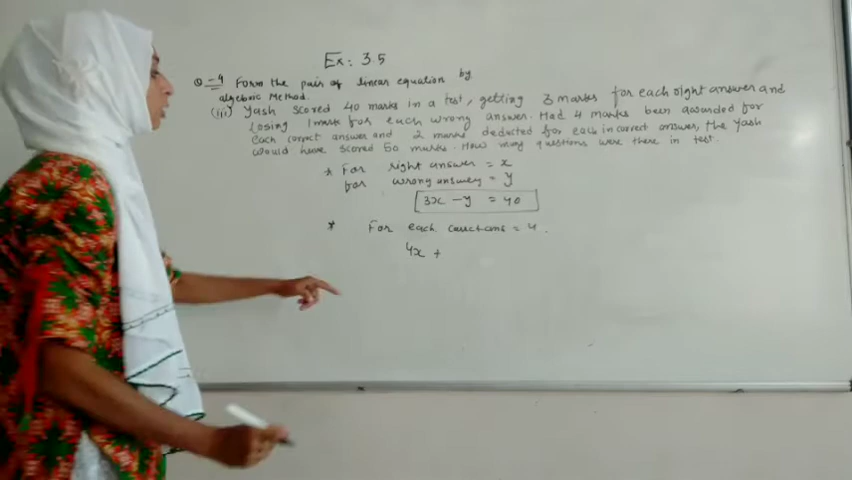 Ex: 3.5
Q-4 Form the pair of linear equation by
algebric Method.
(iii) Yash scored 40 marks in a test, getting 3 marks for each right answer and
losing 1 mark for each wrong answer. Had 4 marks been awarded for
each correct answer and 2 marks deducted for each incorrect answer, the Yash
would have scored 50 marks. How many questions were there in test.
* For right answer = x
for wrong answer = y
3x - y = 40
* For each = 4.
4x +